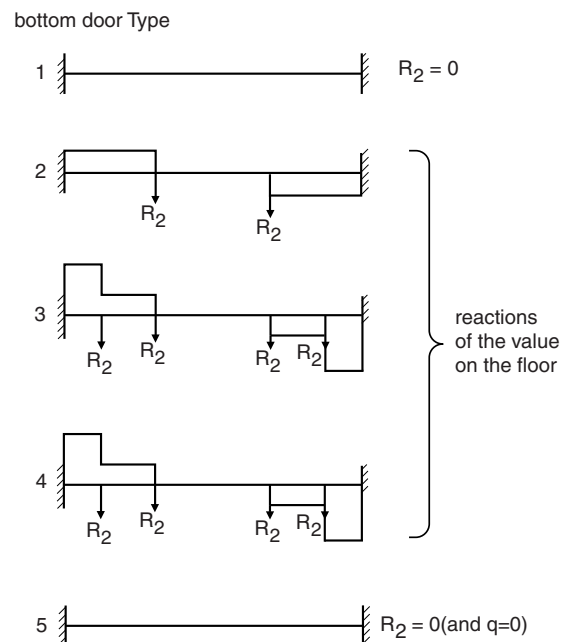 bottom door Type
1
R2 = 0
2
R2
R2
3
R2
R2
R2
R2
reactions
of the value
on the floor
4
R2
R2
R2
R2
5
R2 = 0(and q=0)